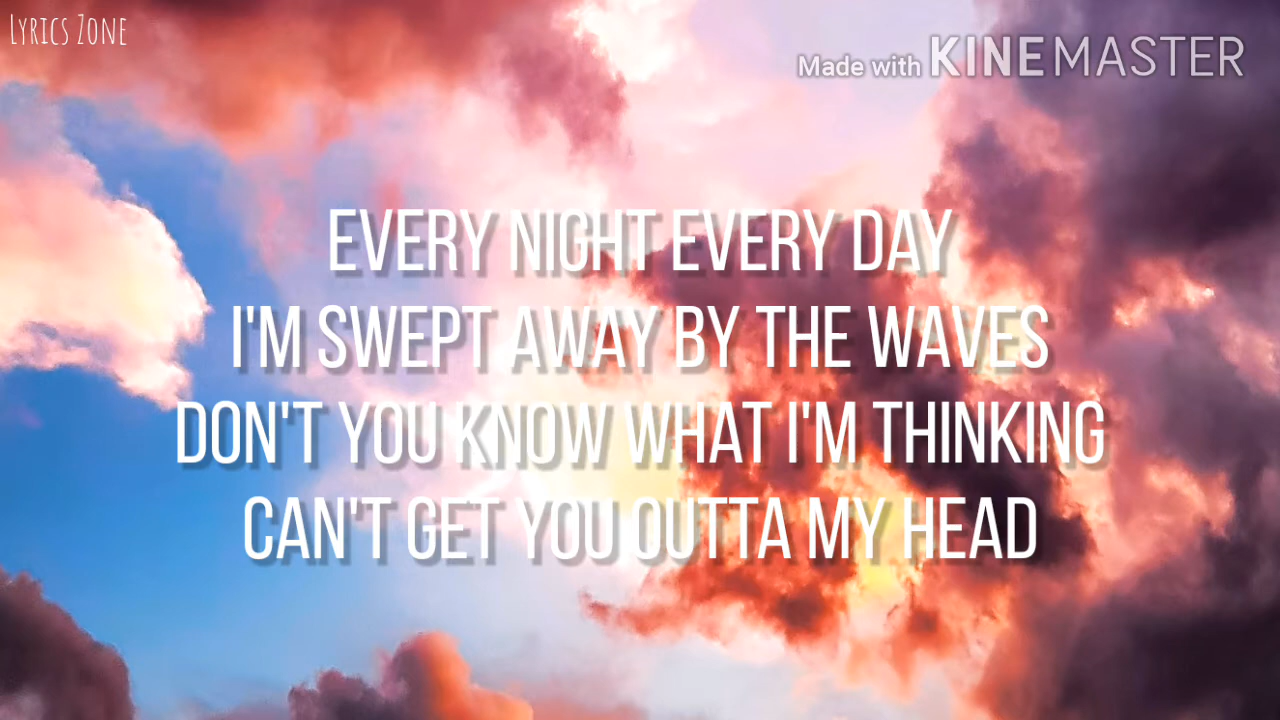 LYRICS ZONE
Made with KINEMASTER
EVERY NIGHT EVERY DAY
I'M SWEPT AWAY BY THE WAVES
DON'T YOU KNOW WHAT I'M THINKING
CAN'T GET YOU OUTTA MY HEAD